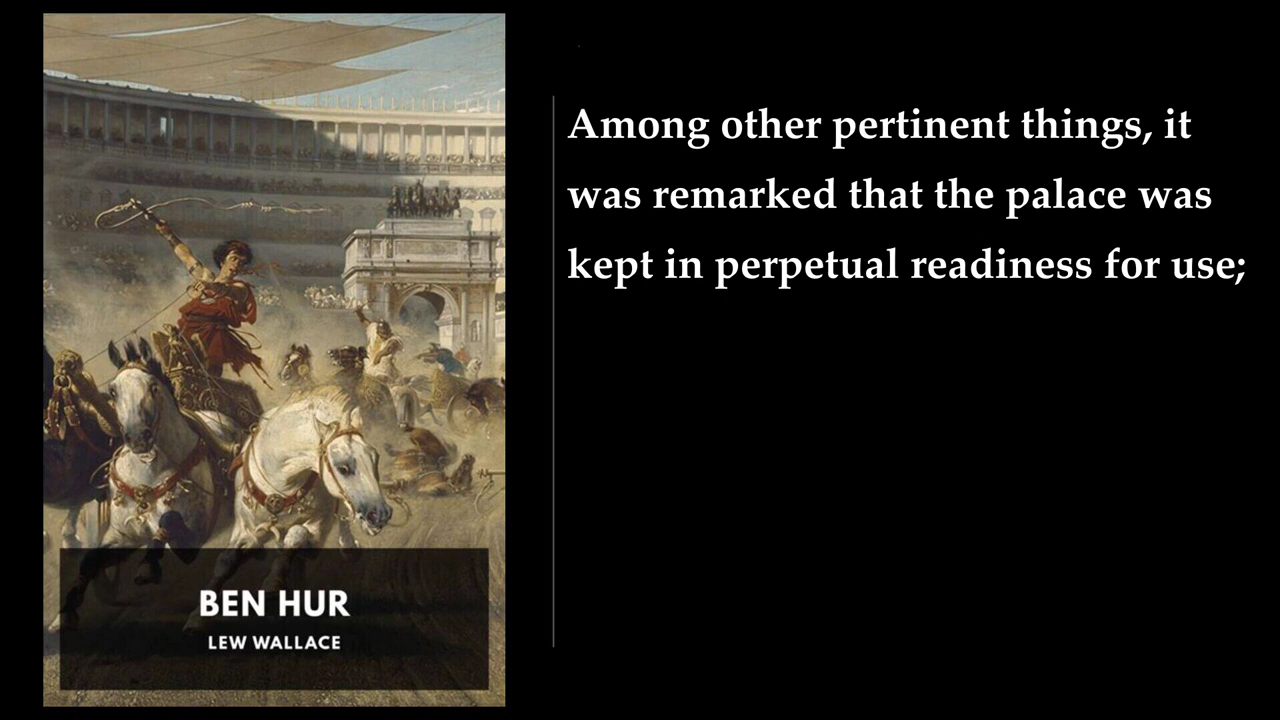 Among other pertinent things, it
was remarked that the palace was
kept in perpetual readiness for use;
BEN HUR
LEW WALLACE